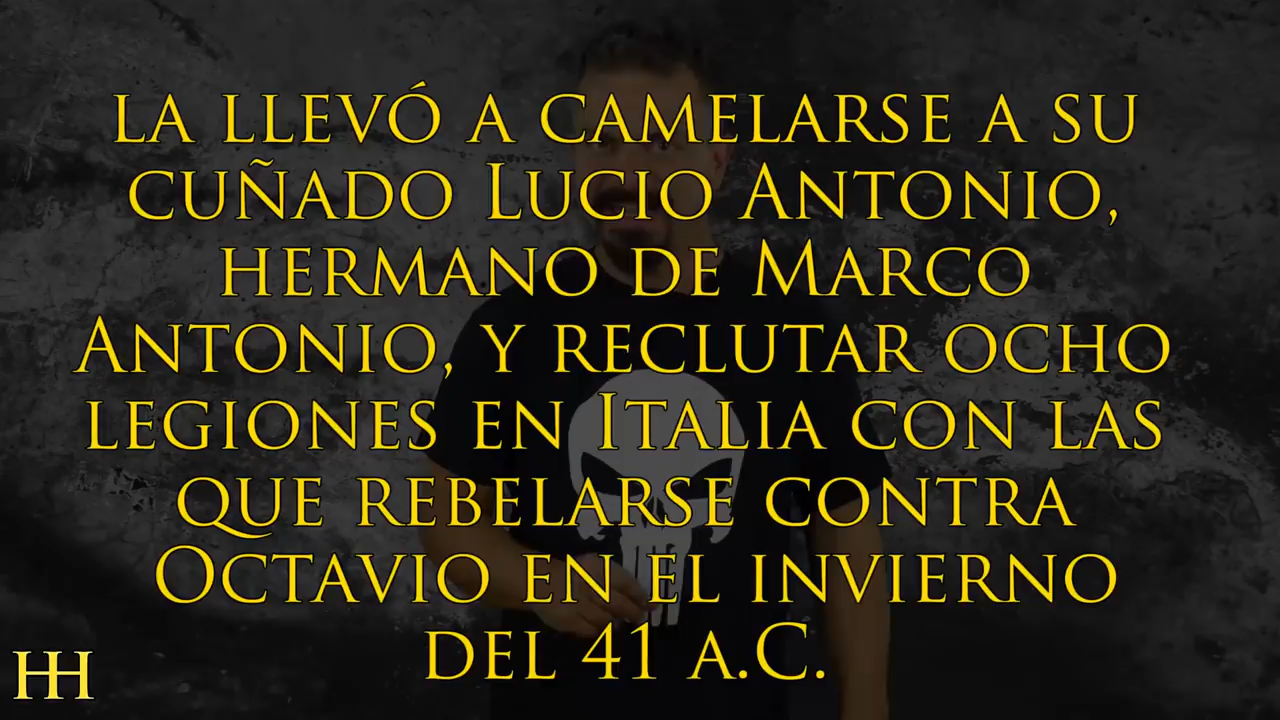 la llevó a camelarse a su
cuñado Lucio Antonio,
hermano de Marco
Antonio, y reclutar ocho
legiones en Italia con las
que rebelarse contra
Octavio en el invierno
del 41 a.C.
HH